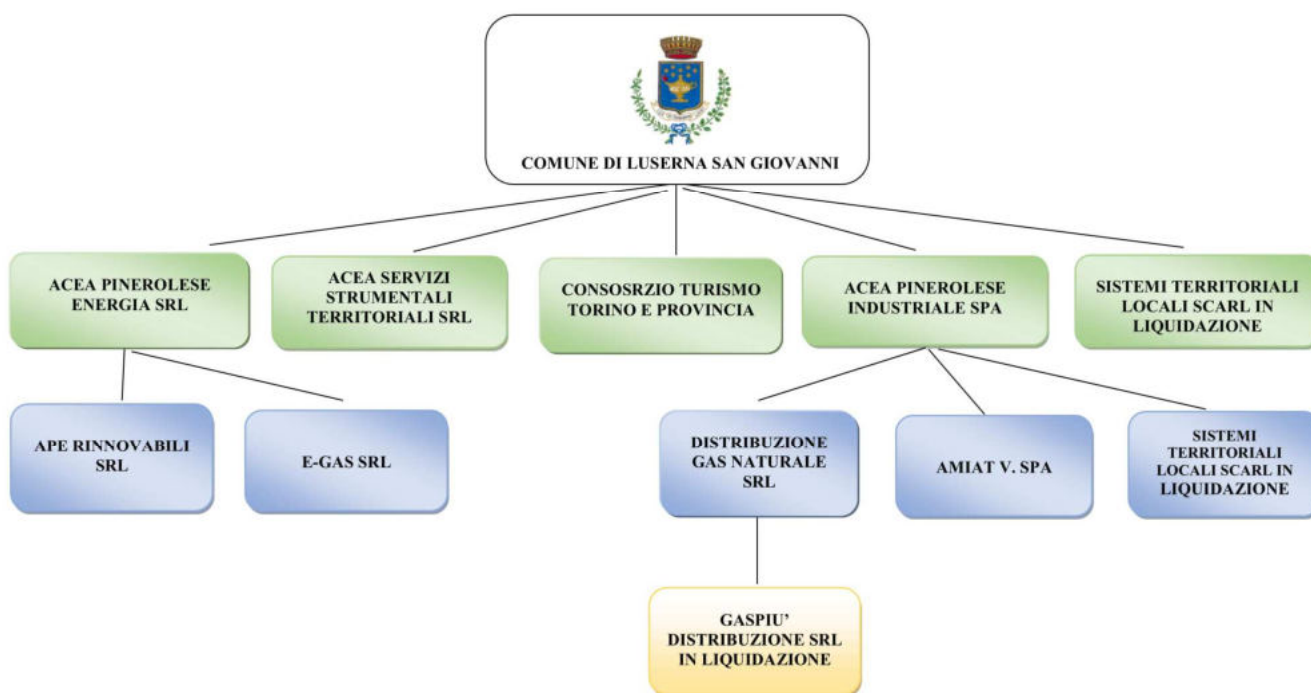 COMUNE DI LUSERNA SAN GIOVANNI
ACEA PINEROLESE
ENERGIA SRL
ACEA SERVIZI
STRUMENTALI
TERRITORIALI SRL
CONSOSRZIO TURISMO
TORINO E PROVINCIA
ACEA PINEROLESE
INDUSTRIALE SPA
SISTEMI TERRITORIALI
LOCALI SCARL IN
LIQUIDAZIONE
APE RINNOVABILI
SRL
E-GAS SRL
DISTRIBUZIONE
GAS NATURALE
SRL
AMIAT V. SPA
SISTEMI
TERRITORIALI
LOCALI SCARL IN
LIQUIDAZIONE
GASPIU’
DISTRIBUZIONE SRL
IN LIQUIDAZIONE